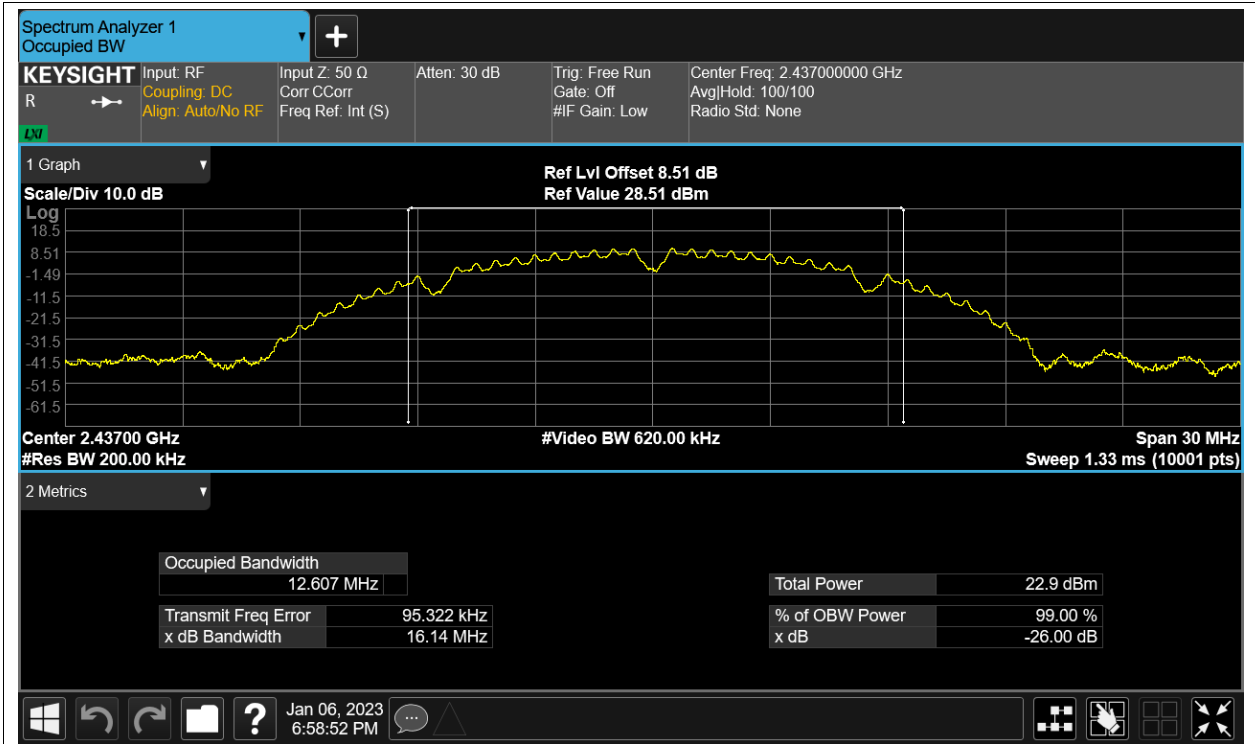 Spectrum Analyzer 1
Occupied BW
KEYSIGHT
R
LXI
Input: RF
Coupling: DC
Align: Auto/No RF
Input Z: 50 Ω
Corr CCorr
Freq Ref: Int (S)
Atten: 30 dB
Trig: Free Run
Gate: Off
#IF Gain: Low
Center Freq: 2.437000000 GHz
Avg|Hold: 100/100
Radio Std: None
1 Graph
Scale/Div 10.0 dB
Ref Lvl Offset 8.51 dB
Ref Value 28.51 dBm
Log
18.5
8.51
-1.49
-11.5
-21.5
-31.5
-41.5
-51.5
-61.5
Center 2.43700 GHz
#Video BW 620.00 kHz
Span 30 MHz
#Res BW 200.00 kHz
Sweep 1.33 ms (10001 pts)
2 Metrics
Occupied Bandwidth
12.607 MHz
Total Power 22.9 dBm
Transmit Freq Error 95.322 kHz
% of OBW Power 99.00 %
x dB Bandwidth 16.14 MHz
x dB -26.00 dB
?
Jan 06, 2023
6:58:52 PM